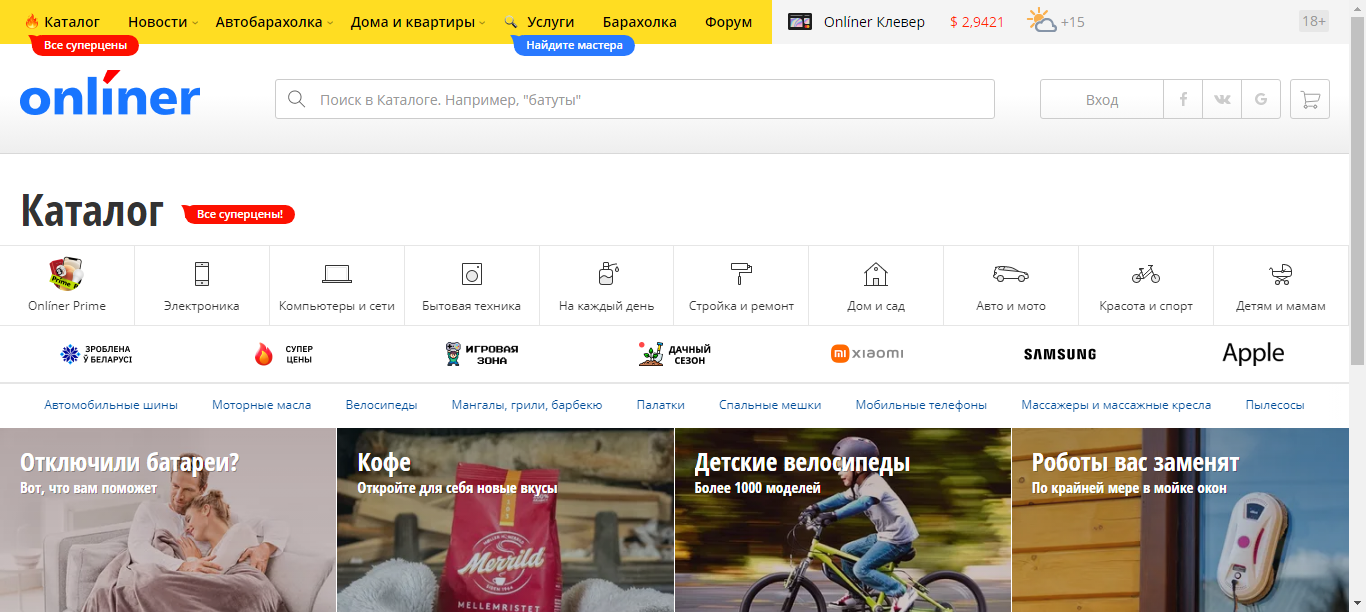 Каталог
Новости
Автобарахолка
Дома и квартиры
Услуги
Барахолка
Форум
Onlíner Клевер
$ 2,9421
+15
18+
Все суперцены
Найдите мастера
onlíner
Поиск в Каталоге. Например, "батуты"
Вход
f
G
Каталог
Все суперцены!
Onlíner Prime
Электроника
Компьютеры и сети
Бытовая техника
На каждый день
Стройка и ремонт
Дом и сад
Авто и мото
Красота и спорт
Детям и мамам
ЗРОБЛЕНА
Ў БЕЛАРУСІ
СУПЕР
ЦЕНЫ
ИГРОВАЯ
ЗОНА
ДАЧНЫЙ
СЕЗОН
xiaomi
SAMSUNG
Apple
Автомобильные шины
Моторные масла
Велосипеды
Мангалы, грили, барбекю
Палатки
Спальные мешки
Мобильные телефоны
Массажеры и массажные кресла
Пылесосы
Отключили батареи?
Вот, что вам поможет
Кофе
Откройте для себя новые вкусы
Merrild
MELLEMRISTET
Детские велосипеды
Более 1000 моделей
Роботы вас заменят
По крайней мере в мойке окон